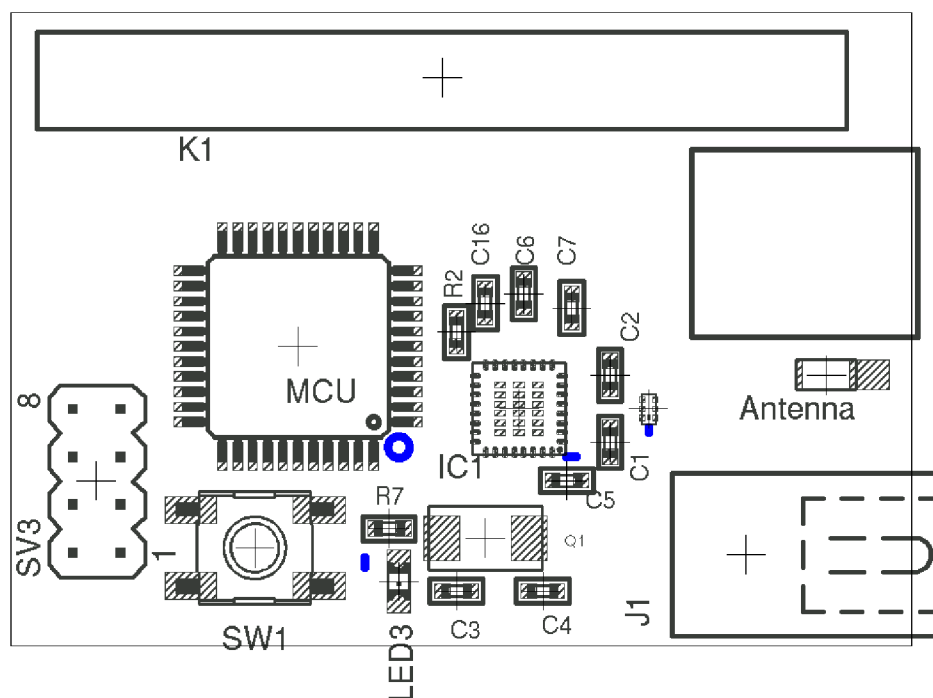 K1
C16
C6
C7
R2
C2
MCU
8
Antenna
IC1
C1
C5
R7
SV3
1
Q1
J1
C3
C4
SW1
LED3